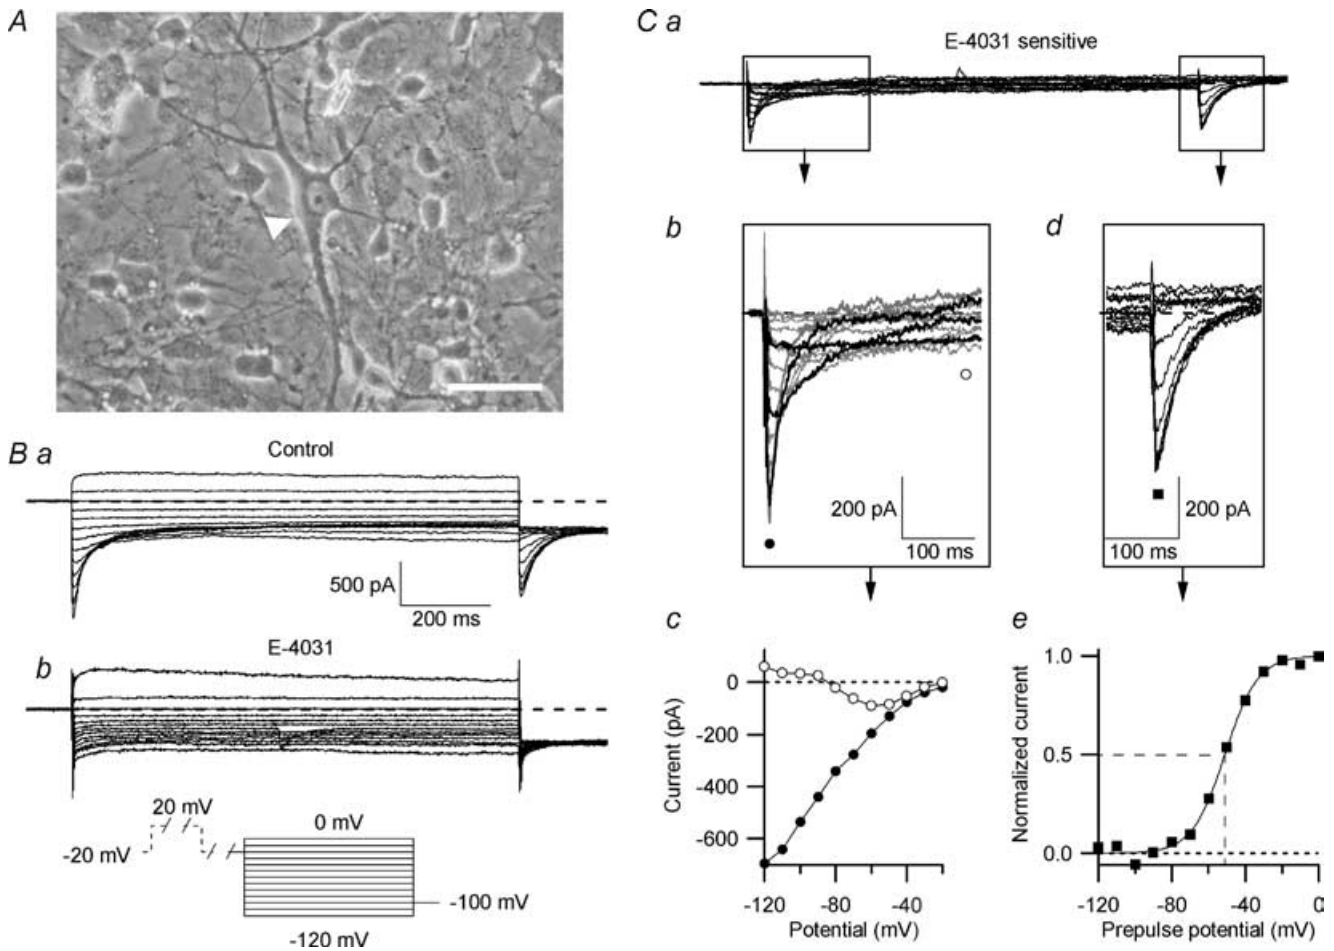 A
B a
Control
500 pA
200 ms
b
E-4031
20 mV
-20 mV
0 mV
-100 mV
-120 mV
C a
E-4031 sensitive
b
200 pA
100 ms
d
200 pA
100 ms
c
0
-200
-400
-600
Current (pA)
-120
-80
-40
Potential (mV)
e
1.0
0.5
0.0
Normalized current
-120
-80
-40
0
Prepulse potential (mV)